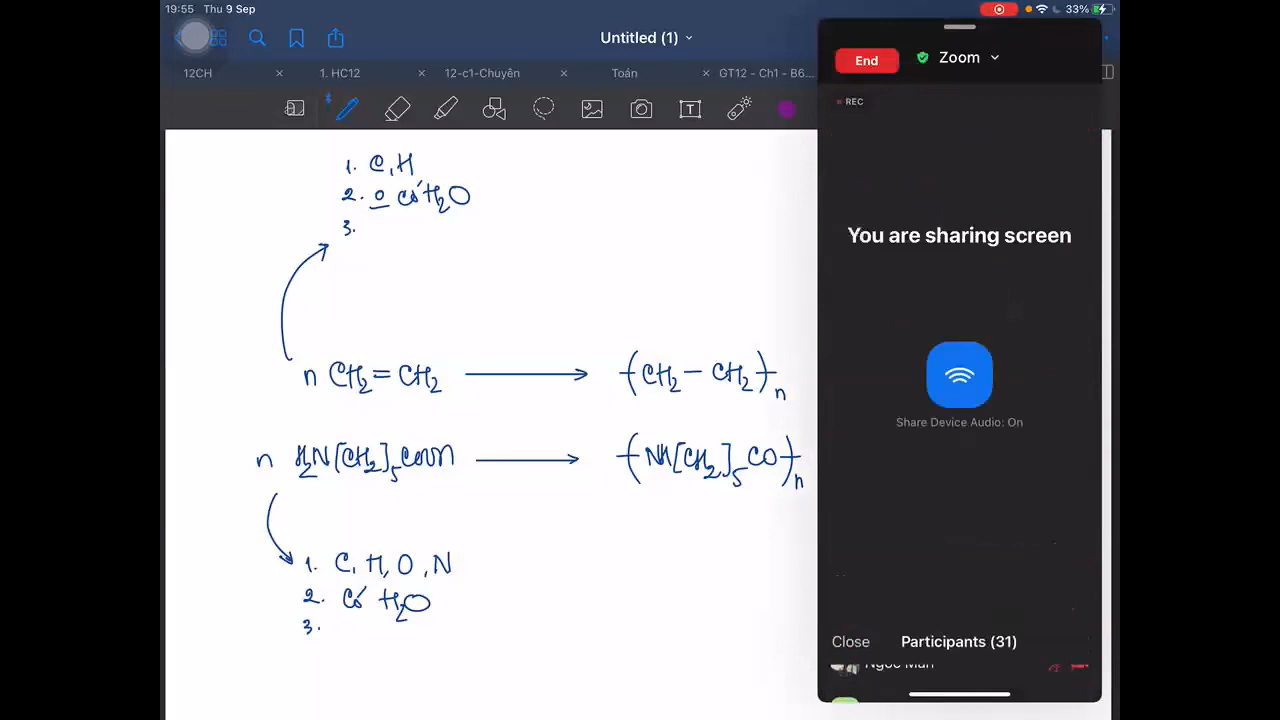 19:55 Thu 9 Sep
33%
Untitled (1)
12CH
1. HC12
12-c1-Chuyên
Toán
GT12 - Ch1 - B6...
T
1. C, H
2. 0 có H₂O
3.
n CH₂=CH₂ ⟶ (CH₂ – CH₂)n
n H₂N[CH₂]₅COOH ⟶ (NH[CH₂]₅CO)n
1. C, H, O, N
2. Có H₂O
3.
End
Zoom
REC
You are sharing screen
Share Device Audio: On
Close
Participants (31)